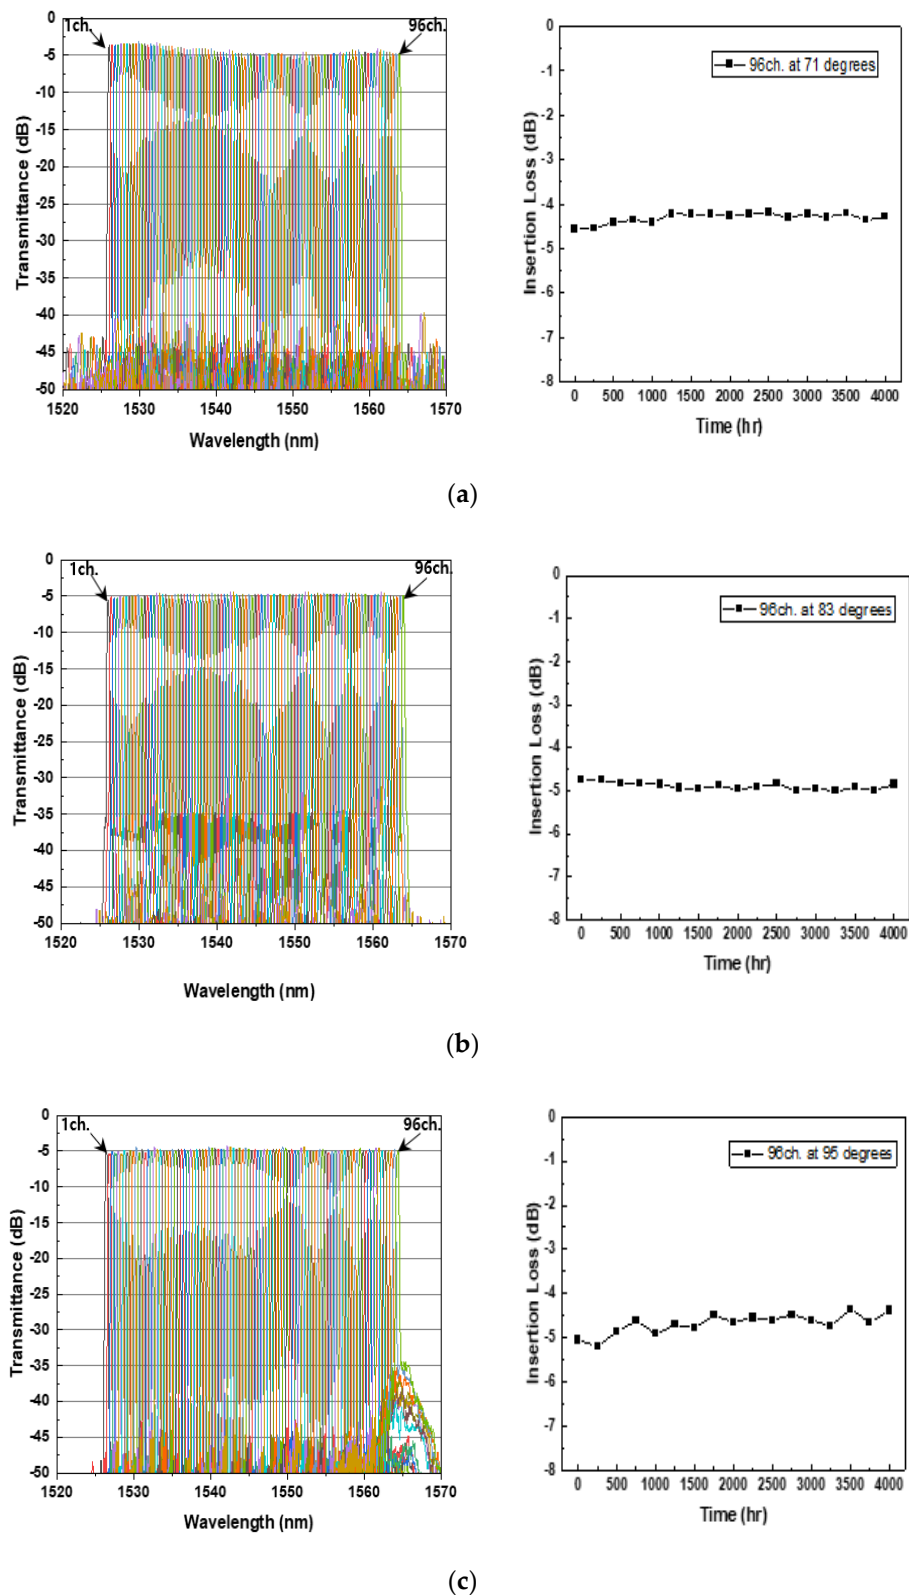 1ch.
96ch.
0
-5
-10
-15
-20
-25
-30
-35
-40
-45
-50
Transmittance (dB)
1520 1530 1540 1550 1560 1570
Wavelength (nm)
96ch. at 71 degrees
0
-1
-2
-3
-4
-5
-6
-7
-8
Insertion Loss (dB)
0 500 1000 1500 2000 2500 3000 3500 4000
Time (hr)
(a)
1ch.
96ch.
0
-5
-10
-15
-20
-25
-30
-35
-40
-45
-50
Transmittance (dB)
1520 1530 1540 1550 1560 1570
Wavelength (nm)
96ch. at 83 degrees
0
-1
-2
-3
-4
-5
-6
-7
-8
Insertion Loss (dB)
0 500 1000 1500 2000 2500 3000 3500 4000
Time (hr)
(b)
1ch.
96ch.
0
-5
-10
-15
-20
-25
-30
-35
-40
-45
-50
Transmittance (dB)
1520 1530 1540 1550 1560 1570
Wavelength (nm)
96ch. at 95 degrees
0
-1
-2
-3
-4
-5
-6
-7
-8
Insertion Loss (dB)
0 500 1000 1500 2000 2500 3000 3500 4000
Time (hr)
(c)